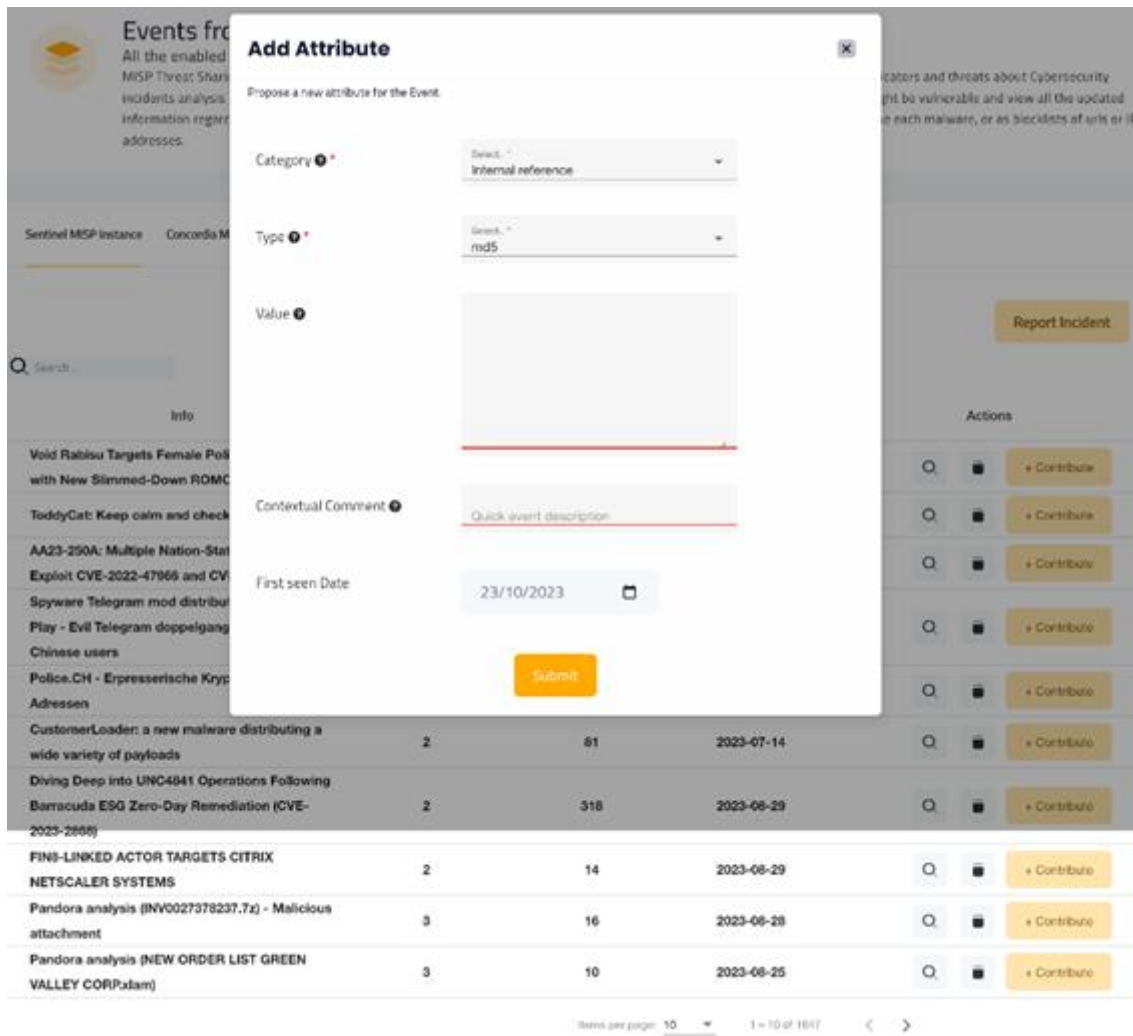 Events fro
All the enabled
MISP Threat Shari
incidents analysis
information regar
addresses.
cators and threats about Cybersecurity
ght be vulnerable and view all the updated
e each malware, or as blocklists of urls or IP
Add Attribute
Propose a new attribute for the Event.
Category *
Select... *
Internal reference
Type *
Select... *
md5
Value
Contextual Comment
Quick event description
First seen Date
23/10/2023
Submit
Sentinel MISP Instance Concordia M
Report Incident
Search...
Info Actions
Void Rabisu Targets Female Poli
with New Slimmed-Down ROMC
+ Contribute
ToddyCat: Keep calm and check
+ Contribute
AA23-250A: Multiple Nation-Stat
Exploit CVE-2022-47966 and CV
+ Contribute
Spyware Telegram mod distribu
Play - Evil Telegram doppelgang
Chinese users
+ Contribute
Police.CH - Erpresserische Kryp
Adressen
+ Contribute
CustomerLoader: a new malware distributing a
wide variety of payloads
2 81 2023-07-14 + Contribute
Diving Deep into UNC4841 Operations Following
Barracuda ESG Zero-Day Remediation (CVE-
2023-2868)
2 318 2023-08-29 + Contribute
FIN8-LINKED ACTOR TARGETS CITRIX
NETSCALER SYSTEMS
2 14 2023-08-29 + Contribute
Pandora analysis (INV0027378237.7z) - Malicious
attachment
3 16 2023-08-28 + Contribute
Pandora analysis (NEW ORDER LIST GREEN
VALLEY CORP.xlam)
3 10 2023-08-25 + Contribute
Items per page: 10 1 – 10 of 1617